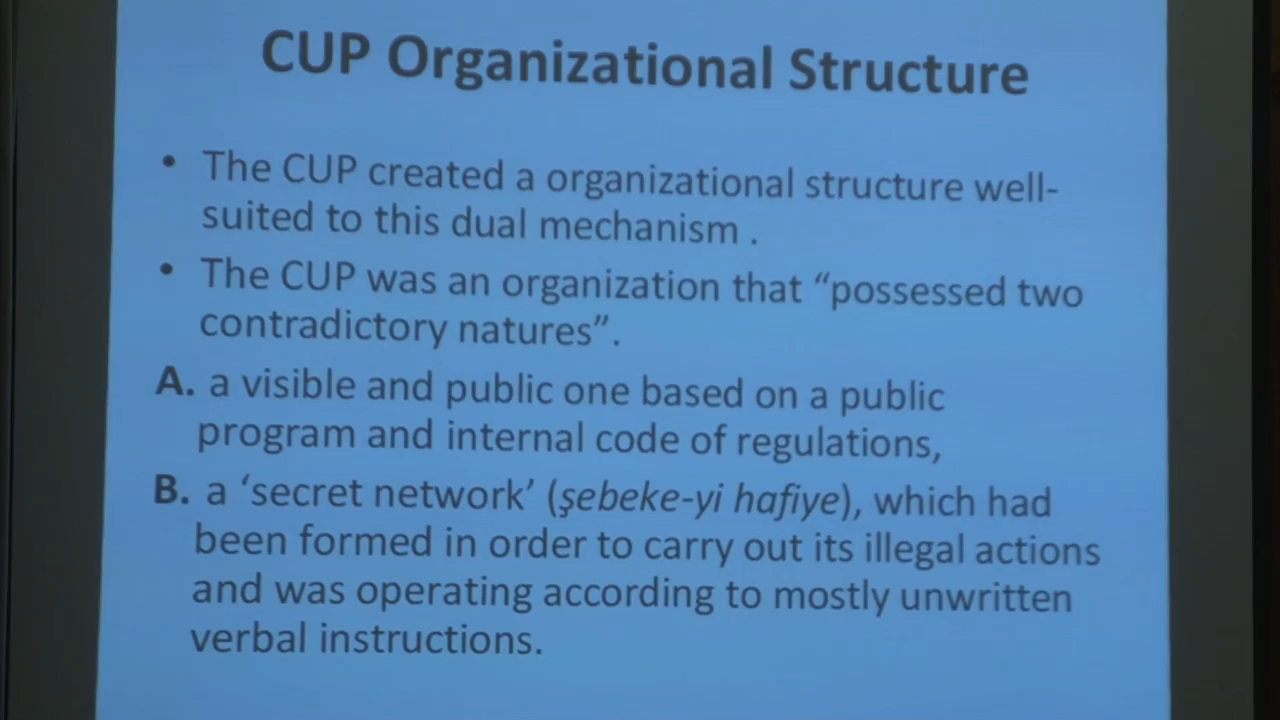 CUP Organizational Structure
• The CUP created a organizational structure well-
suited to this dual mechanism .
• The CUP was an organization that “possessed two
contradictory natures”.
A. a visible and public one based on a public
program and internal code of regulations,
B. a ‘secret network’ (şebeke-yi hafiye), which had
been formed in order to carry out its illegal actions
and was operating according to mostly unwritten
verbal instructions.